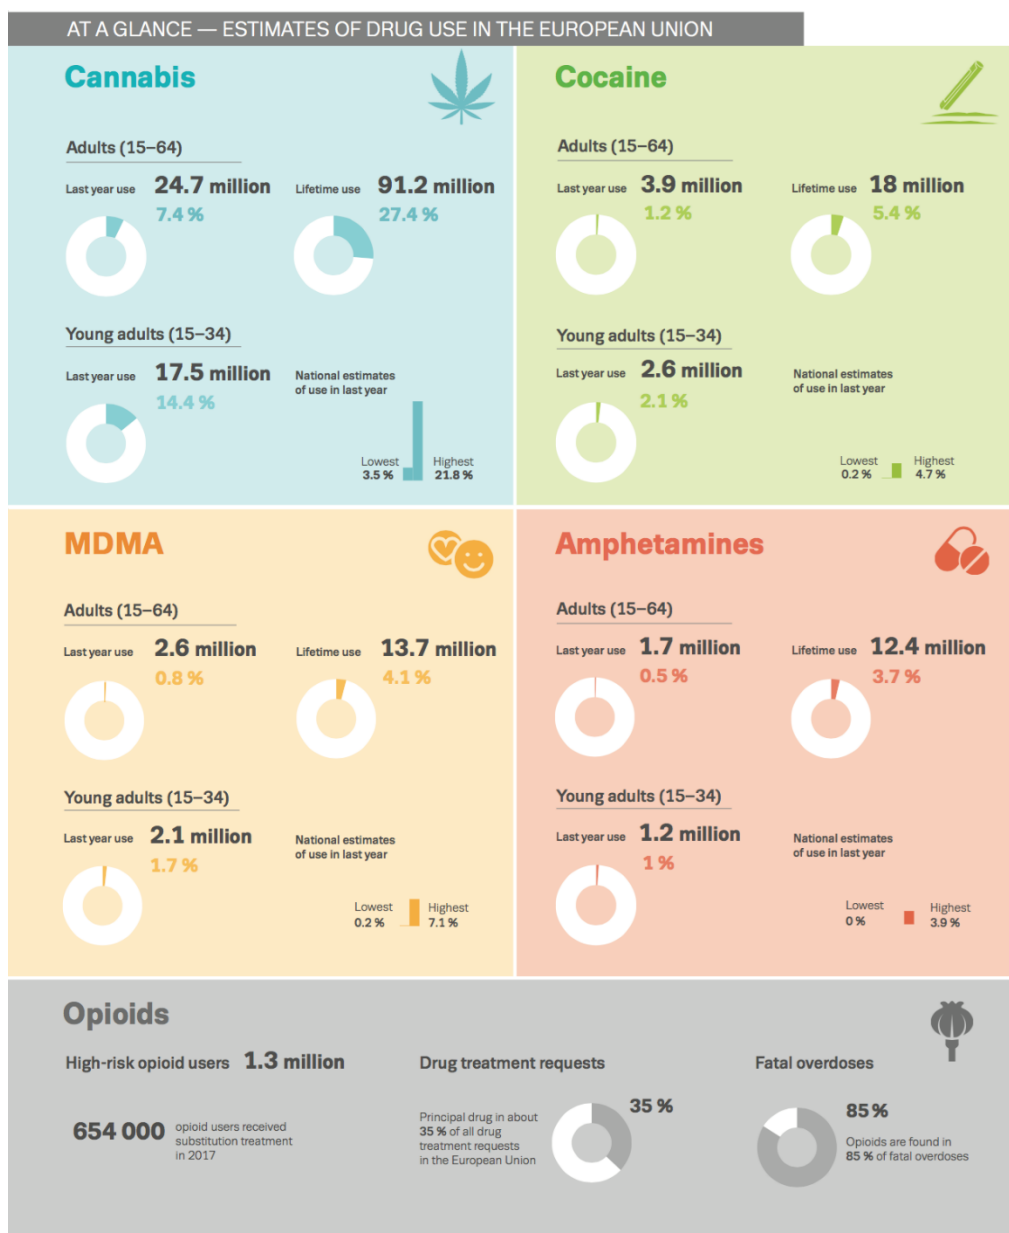 AT A GLANCE — ESTIMATES OF DRUG USE IN THE EUROPEAN UNION
Cannabis
Adults (15–64)
Last year use 24.7 million
7.4 %
Lifetime use 91.2 million
27.4 %
Young adults (15–34)
Last year use 17.5 million
14.4 %
National estimates
of use in last year
Lowest
3.5 %
Highest
21.8 %
Cocaine
Adults (15–64)
Last year use 3.9 million
1.2 %
Lifetime use 18 million
5.4 %
Young adults (15–34)
Last year use 2.6 million
2.1 %
National estimates
of use in last year
Lowest
0.2 %
Highest
4.7 %
MDMA
Adults (15–64)
Last year use 2.6 million
0.8 %
Lifetime use 13.7 million
4.1 %
Young adults (15–34)
Last year use 2.1 million
1.7 %
National estimates
of use in last year
Lowest
0.2 %
Highest
7.1 %
Amphetamines
Adults (15–64)
Last year use 1.7 million
0.5 %
Lifetime use 12.4 million
3.7 %
Young adults (15–34)
Last year use 1.2 million
1 %
National estimates
of use in last year
Lowest
0 %
Highest
3.9 %
Opioids
High-risk opioid users 1.3 million
654 000
opioid users received
substitution treatment
in 2017
Drug treatment requests
35 %
Principal drug in about
35 % of all drug
treatment requests
in the European Union
Fatal overdoses
85 %
Opioids are found in
85 % of fatal overdoses